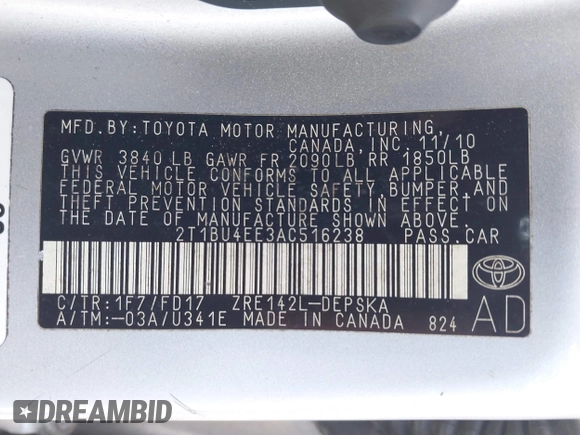 MFD.BY:TOYOTA MOTOR MANUFACTURING,
CANADA,INC.11/10
GVWR 3840LB GAWR FR 2090LB RR 1850LB
THIS VEHICLE CONFORMS TO ALL APPLICABLE
FEDERAL MOTOR VEHICLE SAFETY,BUMPER,AND
THEFT PREVENTION STANDARDS IN EFFECT ON
THE DATE OF MANUFACTURE SHOWN ABOVE.
2T1BU4EE3AC516238 PASS.CAR
C/TR:1F7/FD17 ZRE142L-DEPSKA
A/TM:-03A/U341E MADE IN CANADA 824
AD
DREAMBID